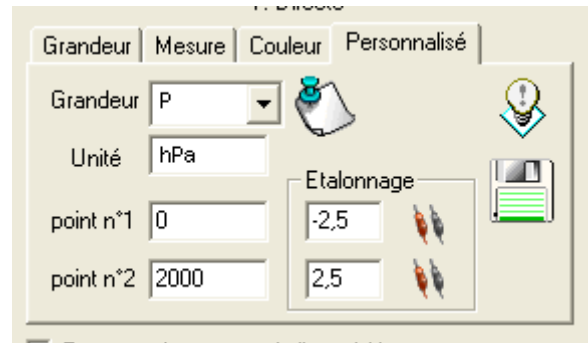 Grandeur Mesure Couleur Personnalisé
Grandeur P
Unité hPa
Etalonnage
point n°1 0 -2,5
point n°2 2000 2,5